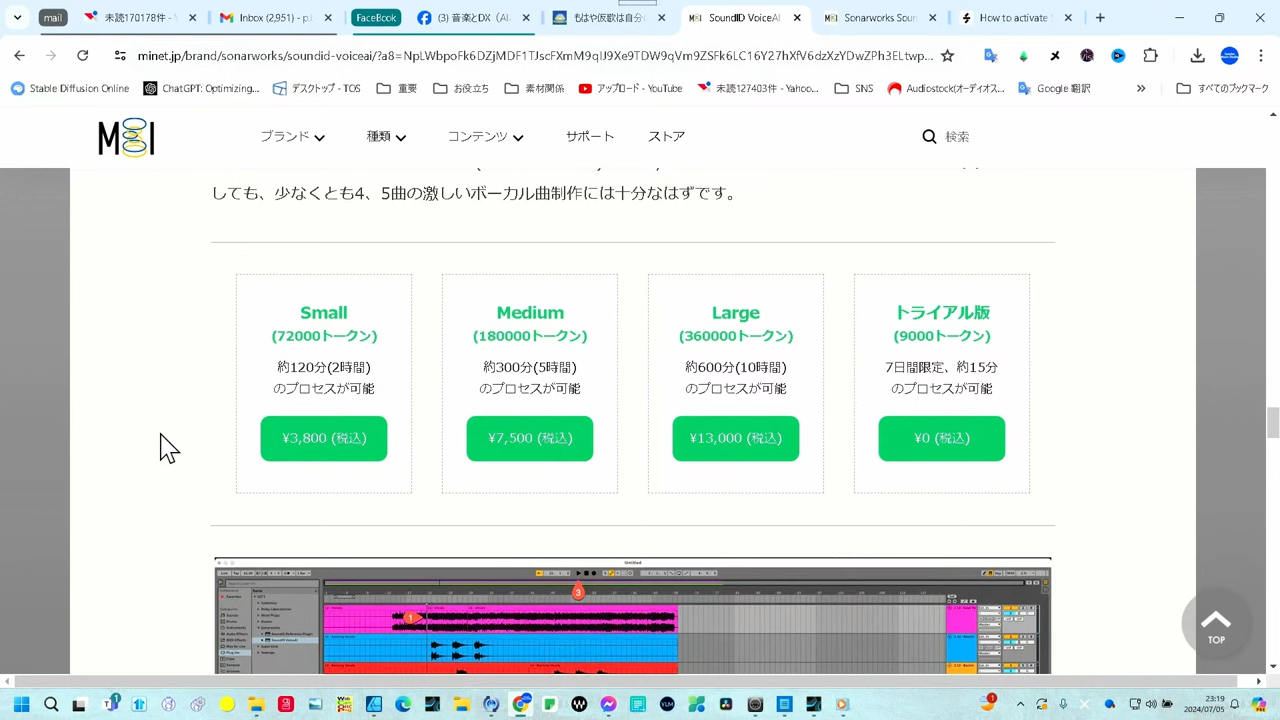 mail
未読170178件 -
Inbox (2,951) - p
FaceBook
(3) 音楽とDX（AI
もはや仮歌は自分
SoundID VoiceAI
Sonarworks Soun
How to activate
minet.jp/brand/sonarworks/soundid-voiceai/?a8=
Stable Diffusion Online
ChatGPT: Optimizing...
デスクトップ - TOS
重要
お役立ち
素材関係
アップロード - YouTube
未読127403件 - Yahoo...
SNS
Audiostock(オーディオス...
Google 翻訳
»
すべてのブックマーク
ブランド
種類
コンテンツ
サポート
ストア
検索
しても、少なくとも4、5曲の激しいボーカル曲制作には十分なはずです。
Small
(72000トークン)
約120分(2時間)
のプロセスが可能
¥3,800 (税込)
Medium
(180000トークン)
約300分(5時間)
のプロセスが可能
¥7,500 (税込)
Large
(360000トークン)
約600分(10時間)
のプロセスが可能
¥13,000 (税込)
トライアル版
(9000トークン)
7日間限定、約15分
のプロセスが可能
¥0 (税込)
Untitled
3
1
TOP
2024/07/05